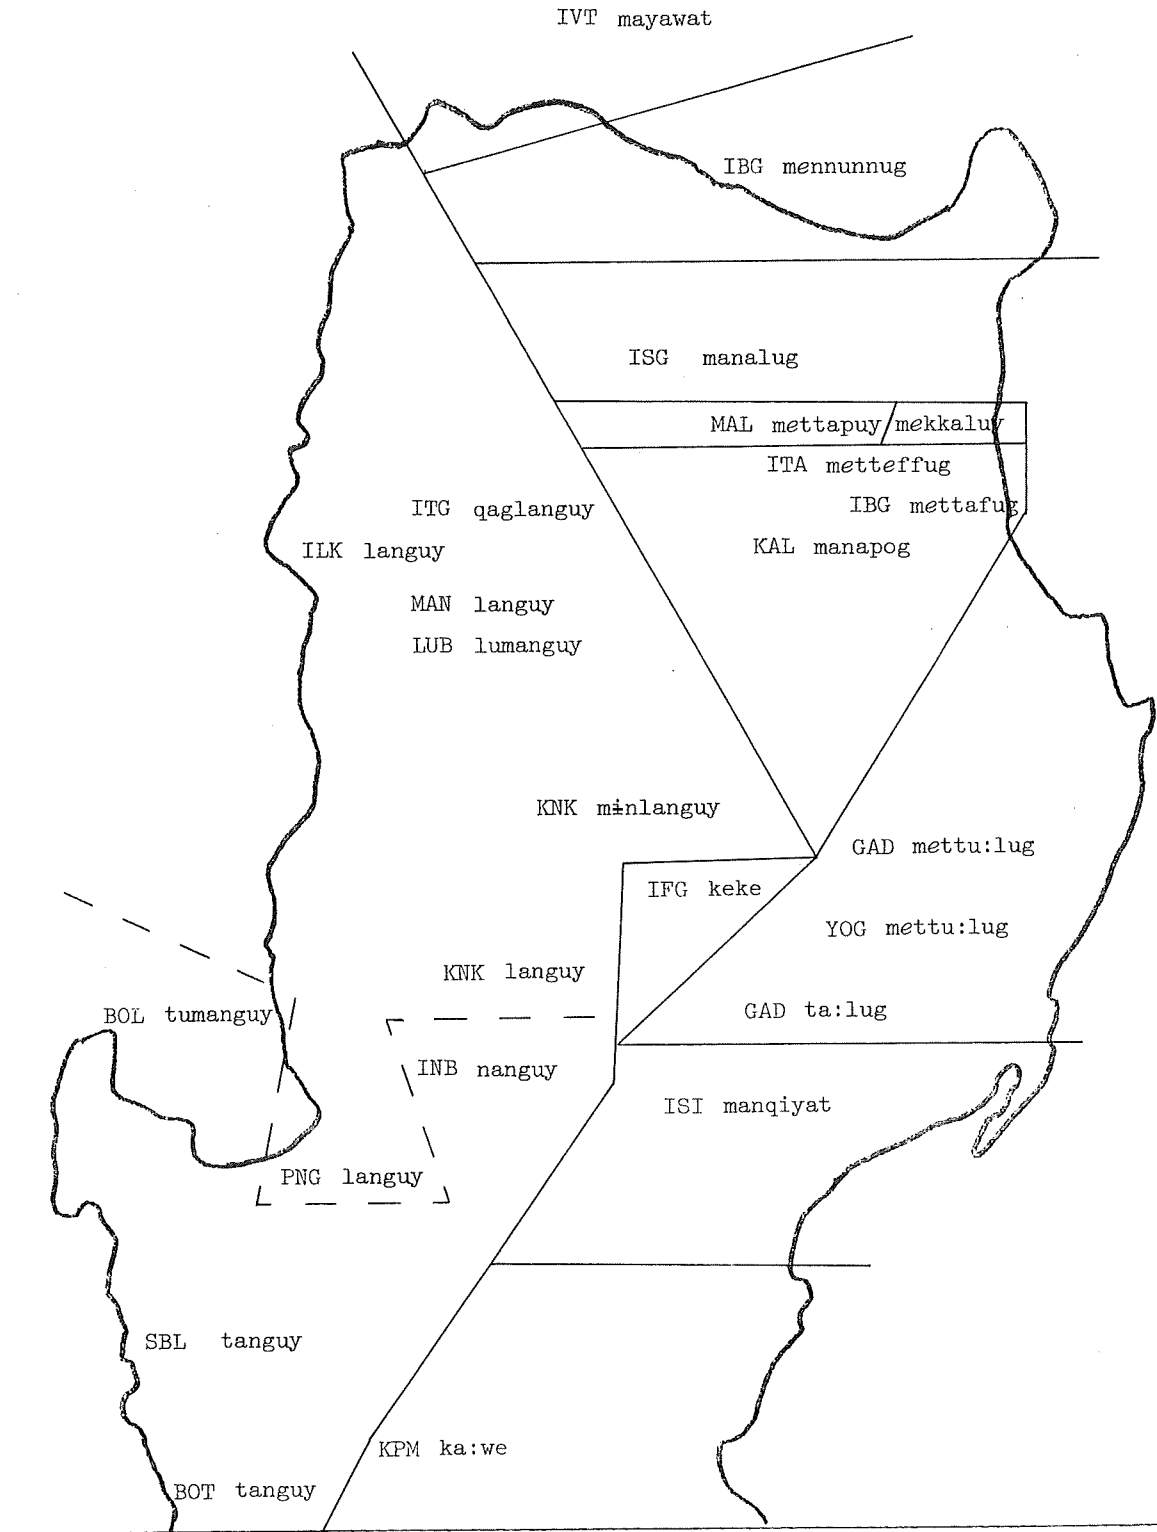 IVT mayawat
IBG mennunnug
ISG manalug
MAL mettapuy/mekkaluy
ITA metteffug
ITG qaglanguy
IBG mettafug
ILK languy
KAL manapog
MAN languy
LUB lumanguy
KNK mɨnlanguy
GAD mettu:lug
IFG keke
YOG mettu:lug
KNK languy
GAD ta:lug
BOL tumanguy
INB nanguy
ISI manqiyat
PNG languy
SBL tanguy
KPM ka:we
BOT tanguy